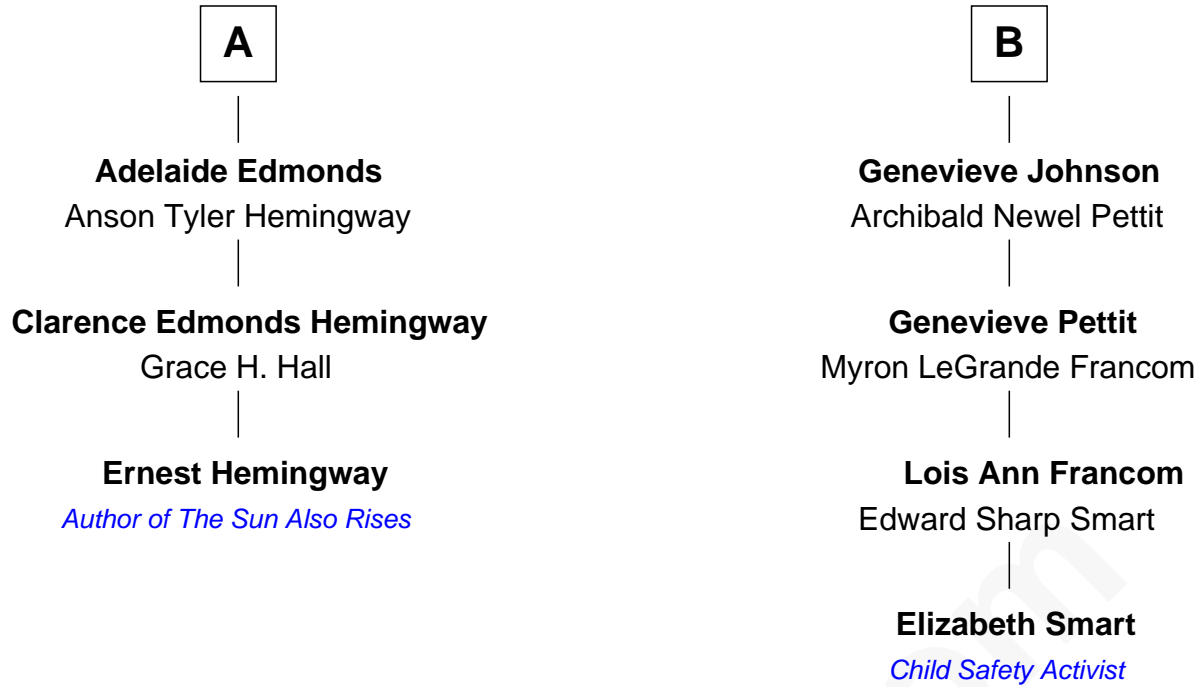 A
Adelaide Edmonds
Anson Tyler Hemingway
Clarence Edmonds Hemingway
Grace H. Hall
Ernest Hemingway
Author of The Sun Also Rises
B
Genevieve Johnson
Archibald Newel Pettit
Genevieve Pettit
Myron LeGrande Francom
Lois Ann Francom
Edward Sharp Smart
Elizabeth Smart
Child Safety Activist